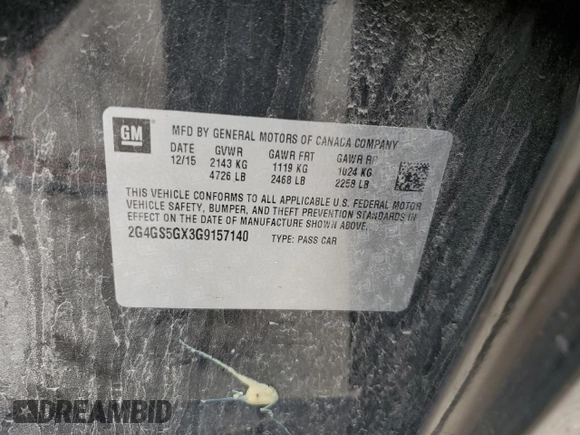 GM MFD BY GENERAL MOTORS OF CANADA COMPANY
DATE GVWR GAWR FRT GAWR RR
12/15 2143 KG 1119 KG 1024 KG
4726 LB 2468 LB 2258 LB
THIS VEHICLE CONFORMS TO ALL APPLICABLE U.S. FEDERAL MOTOR
VEHICLE SAFETY, BUMPER, AND THEFT PREVENTION STANDARDS IN
EFFECT ON THE DATE OF MANUFACTURE SHOWN ABOVE.
2G4GS5GX3G9157140 TYPE: PASS CAR
DREAMBID